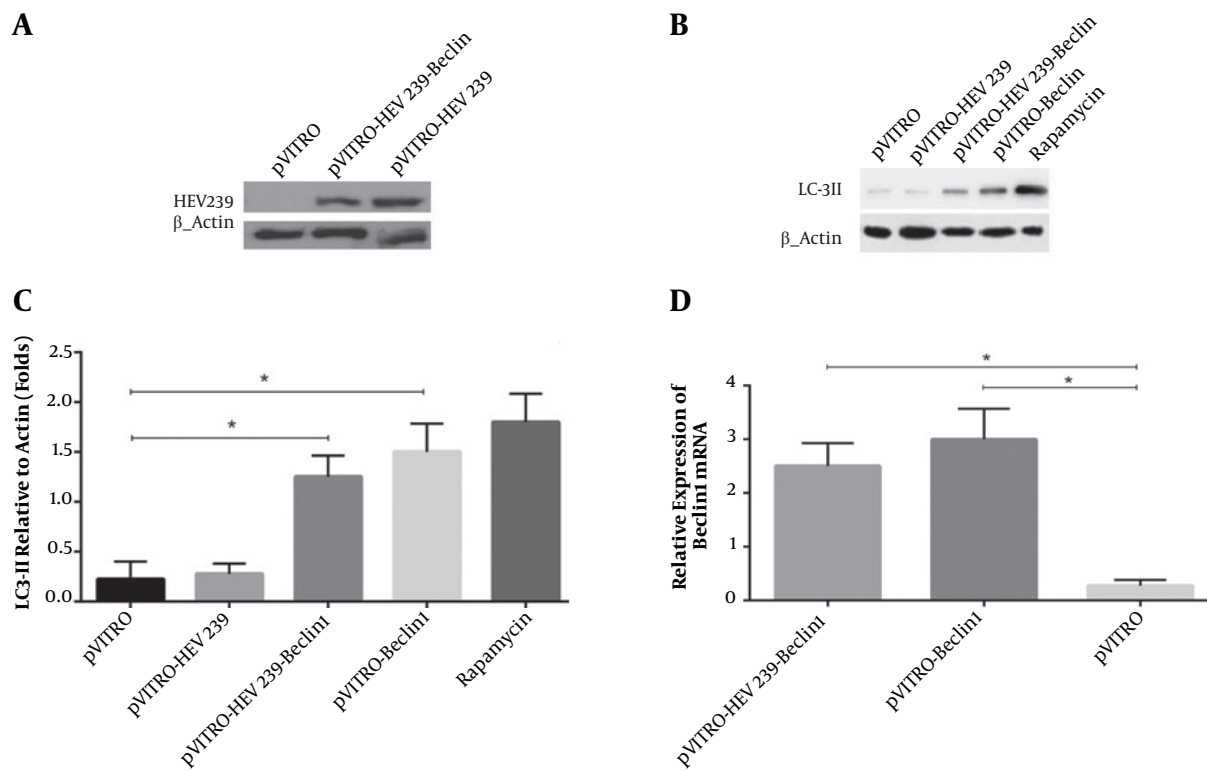 A
pVITRO
pVITRO-HEV 239-Beclin
pVITRO-HEV 239
HEV239
β_Actin
B
pVITRO
pVITRO-HEV 239
pVITRO-HEV 239-Beclin
pVITRO-Beclin
Rapamycin
LC-3II
β_Actin
C
LC3-II Relative to Actin (Folds)
2.5
2.0
1.5
1.0
0.5
0.0
*
*
pVITRO
pVITRO-HEV 239
pVITRO-HEV 239-Beclin1
pVITRO-Beclin1
Rapamycin
D
Relative Expression of
Beclin1 mRNA
4
3
2
1
0
*
*
pVITRO-HEV 239-Beclin1
pVITRO-Beclin1
pVITRO